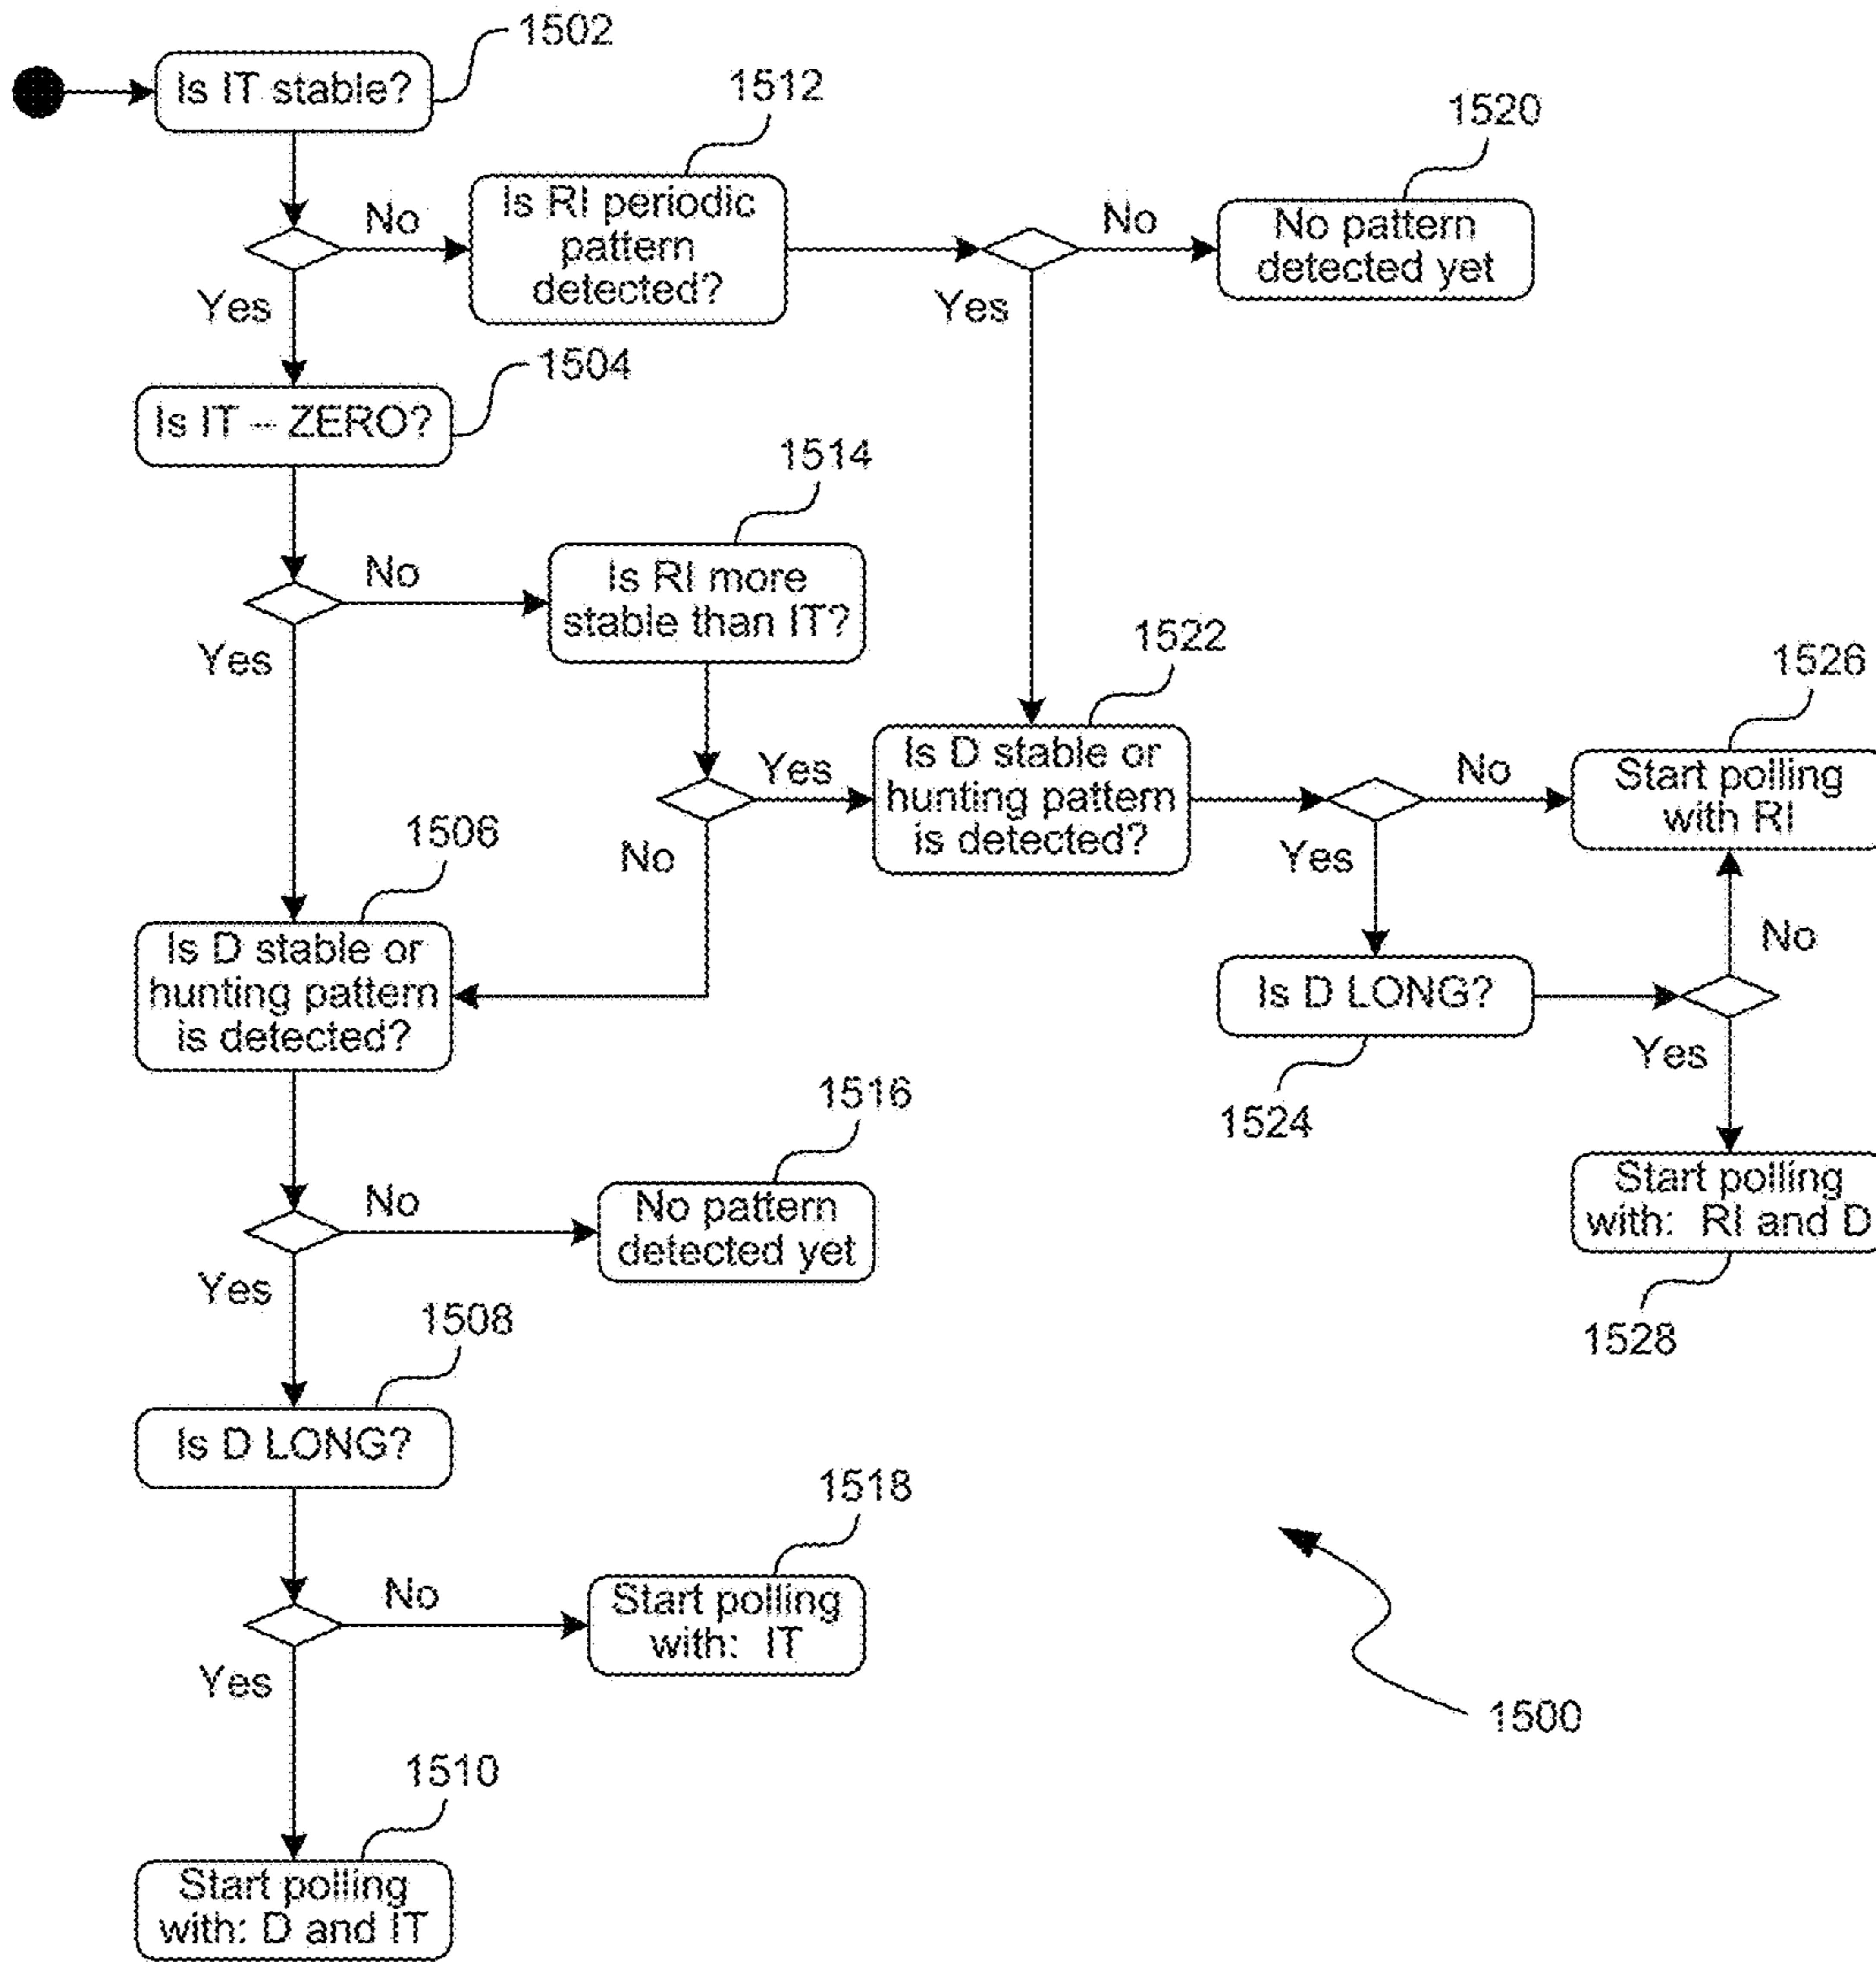 1502
Is IT stable?
1512
1520
No
Is RI periodic
pattern
detected?
No
No pattern
detected yet
Yes
Yes
1504
Is IT -- ZERO?
1514
No
Is RI more
stable than IT?
Yes
1522
1526
Yes
Is D stable or
hunting pattern
is detected?
No
Start polling
with RI
1506
No
Yes
Is D stable or
hunting pattern
is detected?
No
Is D LONG?
Yes
1516
1524
No
No pattern
detected yet
Start polling
with: RI and D
Yes
1508
1528
Is D LONG?
1518
No
Start polling
with: IT
Yes
1500
1510
Start polling
with: D and IT